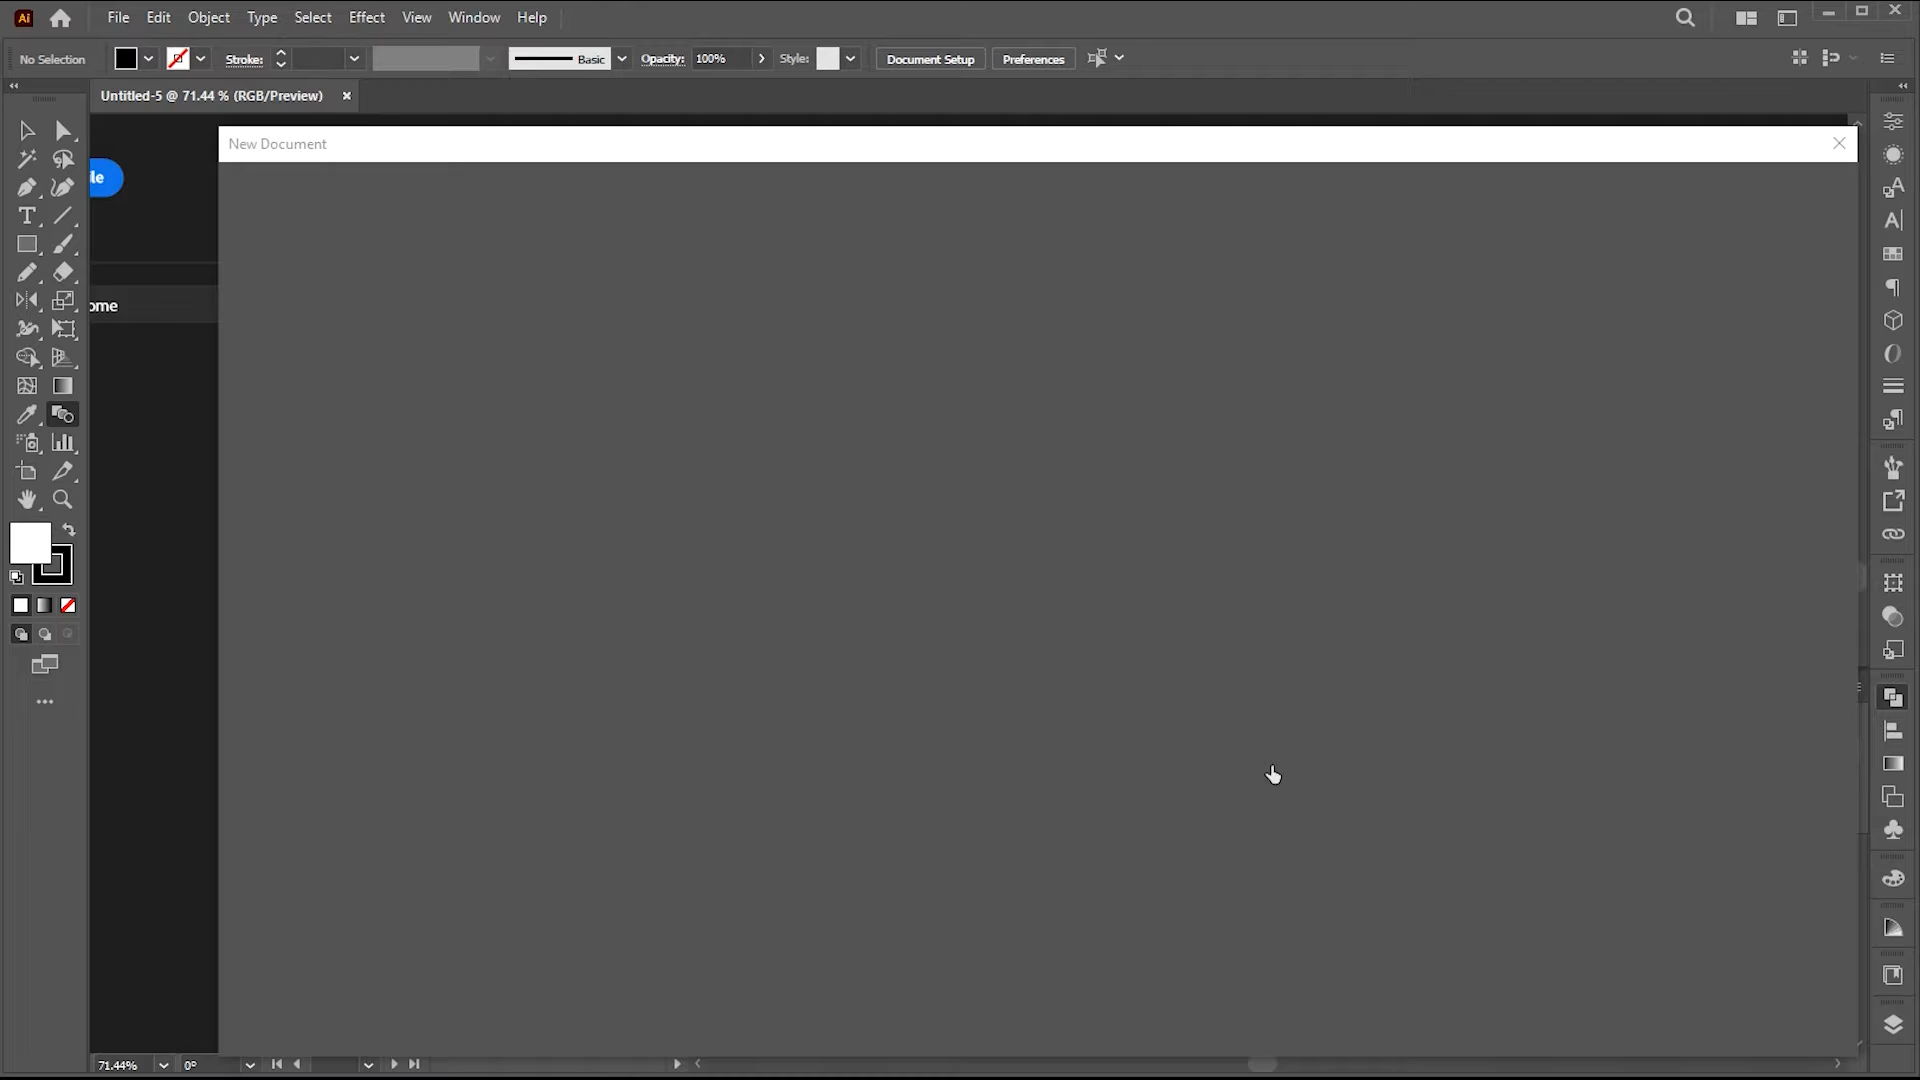 Ai File Edit Object Type Select Effect View Window Help
No Selection Stroke: Basic Opacity: 100% Style: Document Setup Preferences
Untitled-5 @ 71.44 % (RGB/Preview) ×
New Document
le
ome
71.44% 0°